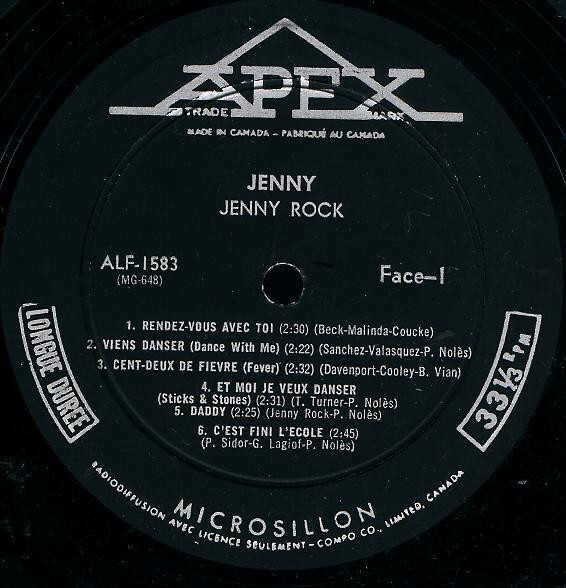 APEX
TRADE MARK
MADE IN CANADA - FABRIQUÉ AU CANADA
JENNY
JENNY ROCK
ALF-1583
(MG-648)
Face-1
1. RENDEZ-VOUS AVEC TOI (2:30) (Beck-Malinda-Coucke)
2. VIENS DANSER (Dance With Me) (2:22) (Sanchez-Valasquez-P. Nolès)
3. CENT-DEUX DE FIEVRE (Fever) (2:32) (Davenport-Cooley-B. Vian)
4. ET MOI JE VEUX DANSER
(Sticks & Stones) (2:31) (T. Turner-P. Nolès)
5. DADDY (2:25) (Jenny Rock-P. Nolès)
6. C'EST FINI L'ECOLE (2:45)
(P. Sidor-G. Lagiof-P. Nolès)
LONGUE DURÉE
33 1/3 RPM
MICROSILLON
RADIODIFFUSION AVEC LICENCE SEULEMENT - COMPO CO., LIMITED, CANADA